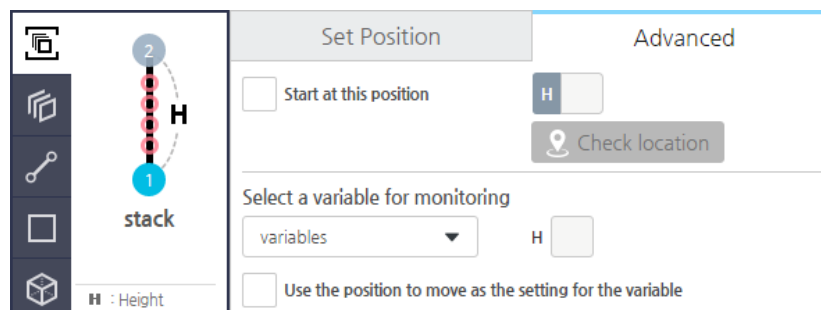 Set Position
Advanced
2
H
1
stack
H : Height
Start at this position
H
Check location
Select a variable for monitoring
variables
H
Use the position to move as the setting for the variable